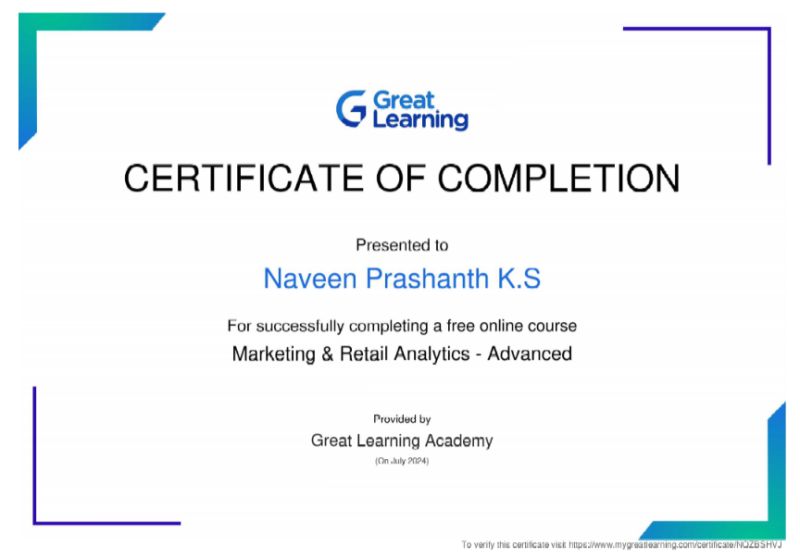 Great
Learning
CERTIFICATE OF COMPLETION
Presented to
Naveen Prashanth K.S
For successfully completing a free online course
Marketing & Retail Analytics - Advanced
Provided by
Great Learning Academy
(On July 2024)
To verify this certificate visit https://www.mygreatlearning.com/certificate/NQZBSHVJ